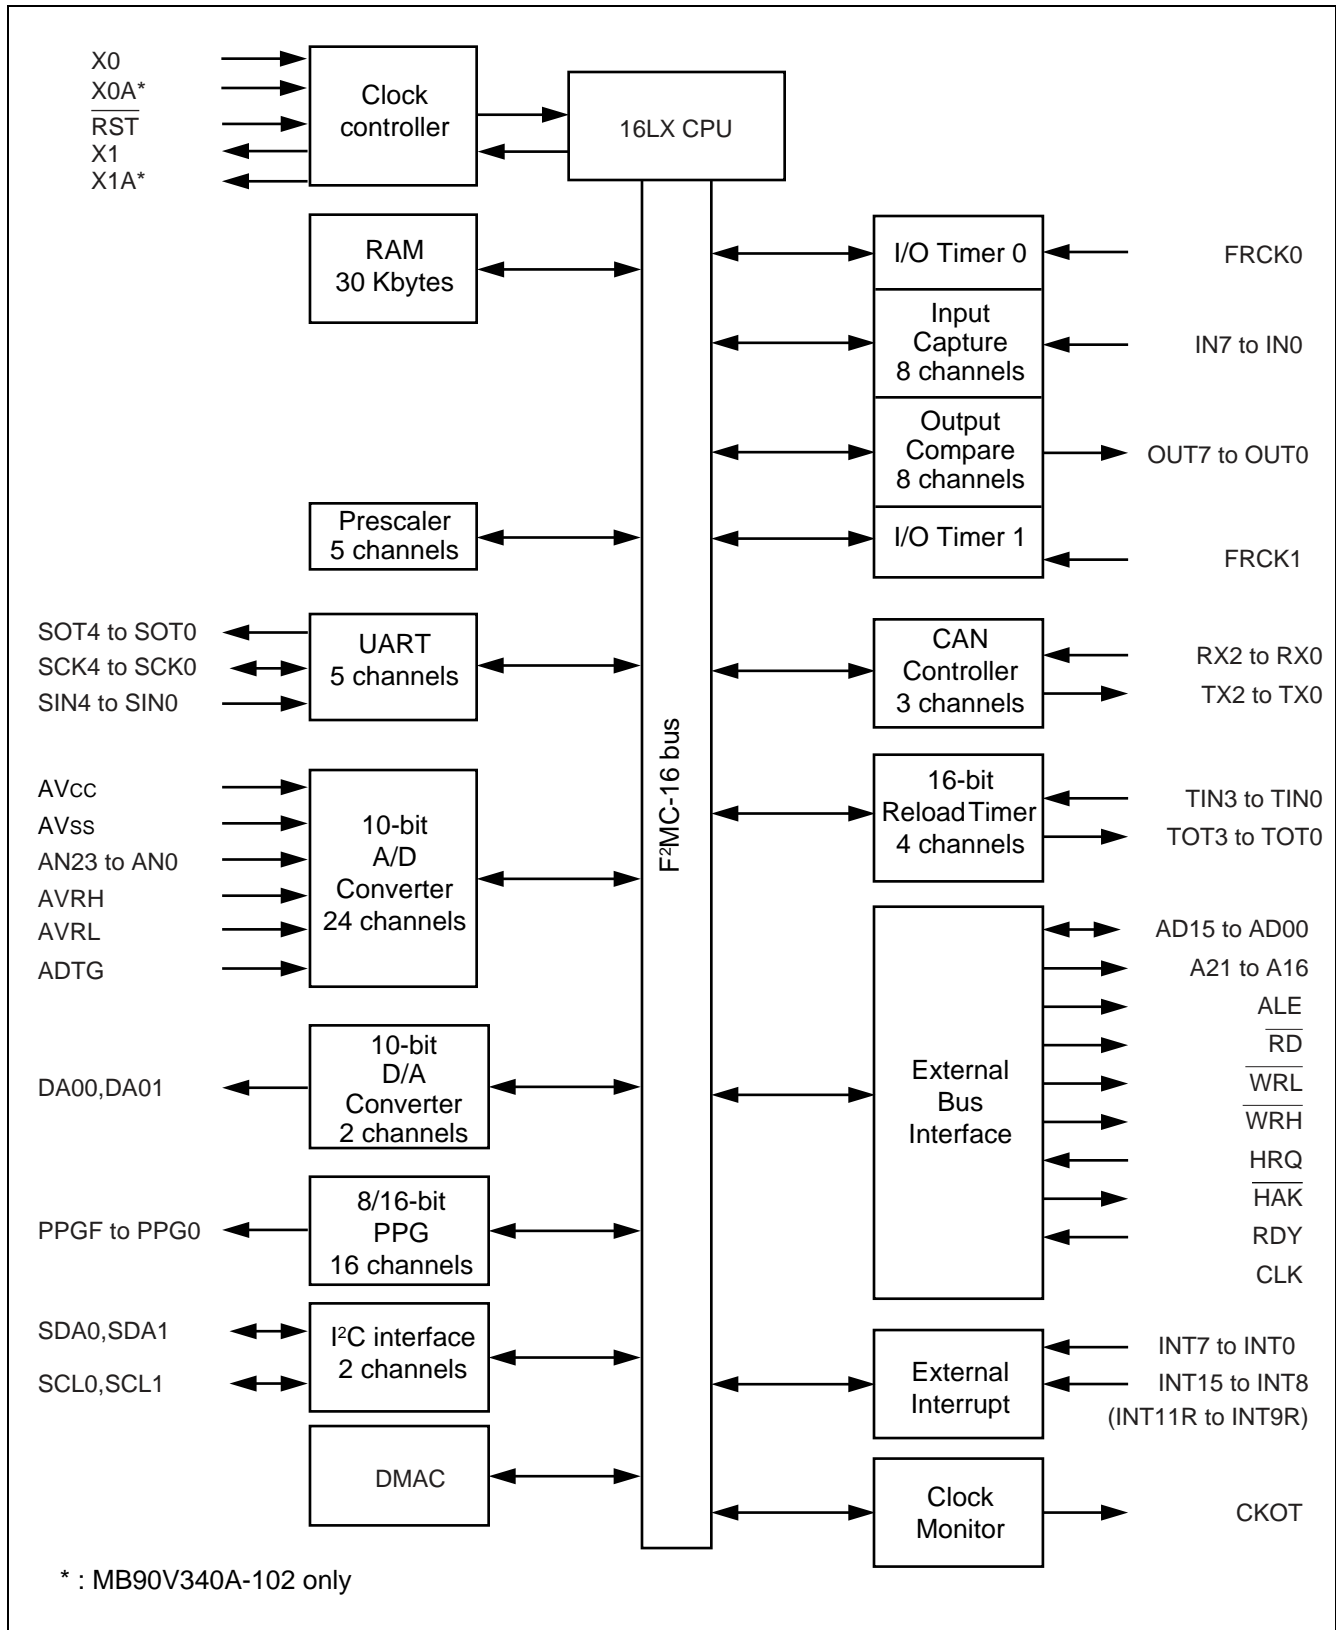 X0
X0A*
RST
X1
X1A*
Clock
controller
16LX CPU
RAM
30 Kbytes
Prescaler
5 channels
SOT4 to SOT0
SCK4 to SCK0
SIN4 to SIN0
UART
5 channels
AVcc
AVss
AN23 to AN0
AVRH
AVRL
ADTG
10-bit
A/D
Converter
24 channels
DA00,DA01
10-bit
D/A
Converter
2 channels
PPGF to PPG0
8/16-bit
PPG
16 channels
SDA0,SDA1
SCL0,SCL1
I²C interface
2 channels
DMAC
F²MC-16 bus
I/O Timer 0
FRCK0
Input
Capture
8 channels
IN7 to IN0
Output
Compare
8 channels
OUT7 to OUT0
I/O Timer 1
FRCK1
CAN
Controller
3 channels
RX2 to RX0
TX2 to TX0
16-bit
Reload Timer
4 channels
TIN3 to TIN0
TOT3 to TOT0
External
Bus
Interface
AD15 to AD00
A21 to A16
ALE
RD
WRL
WRH
HRQ
HAK
RDY
CLK
External
Interrupt
INT7 to INT0
INT15 to INT8
(INT11R to INT9R)
Clock
Monitor
CKOT
* : MB90V340A-102 only